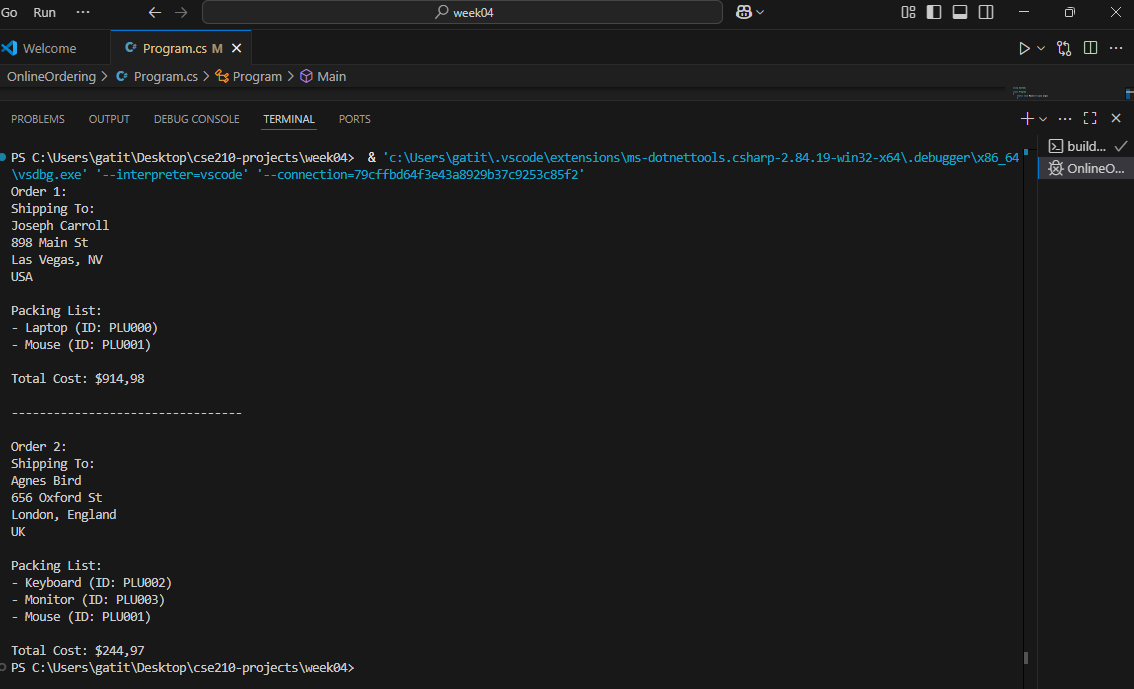 Go Run ··· week04
Welcome Program.cs M
OnlineOrdering > Program.cs > Program > Main
PROBLEMS OUTPUT DEBUG CONSOLE TERMINAL PORTS
PS C:\Users\gatit\Desktop\cse210-projects\week04> & 'c:\Users\gatit\.vscode\extensions\ms-dotnettools.csharp-2.84.19-win32-x64\.debugger\x86_64
\vsdbg.exe' '--interpreter=vscode' '--connection=79cffbd64f3e43a8929b37c9253c85f2'
build...
OnlineO...
Order 1:
Shipping To:
Joseph Carroll
898 Main St
Las Vegas, NV
USA
Packing List:
- Laptop (ID: PLU000)
- Mouse (ID: PLU001)
Total Cost: $914,98
---------------------------------
Order 2:
Shipping To:
Agnes Bird
656 Oxford St
London, England
UK
Packing List:
- Keyboard (ID: PLU002)
- Monitor (ID: PLU003)
- Mouse (ID: PLU001)
Total Cost: $244,97
PS C:\Users\gatit\Desktop\cse210-projects\week04>